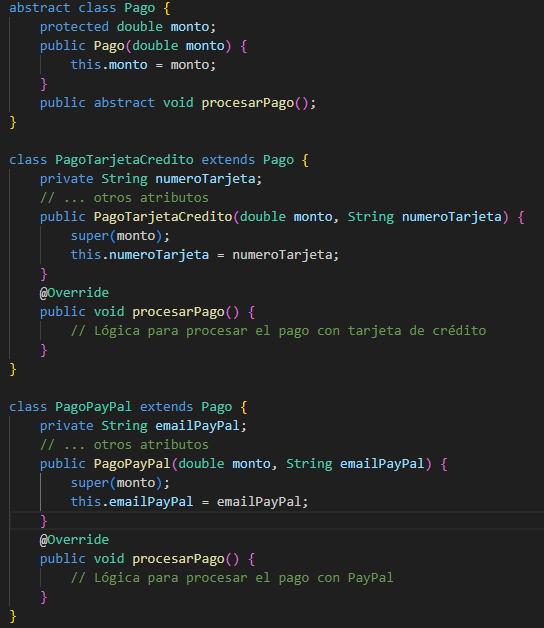 abstract class Pago {
    protected double monto;
    public Pago(double monto) {
        this.monto = monto;
    }
    public abstract void procesarPago();
}

class PagoTarjetaCredito extends Pago {
    private String numeroTarjeta;
    // ... otros atributos
    public PagoTarjetaCredito(double monto, String numeroTarjeta) {
        super(monto);
        this.numeroTarjeta = numeroTarjeta;
    }
    @Override
    public void procesarPago() {
        // Lógica para procesar el pago con tarjeta de crédito
    }
}

class PagoPayPal extends Pago {
    private String emailPayPal;
    // ... otros atributos
    public PagoPayPal(double monto, String emailPayPal) {
        super(monto);
        this.emailPayPal = emailPayPal;
    }
    @Override
    public void procesarPago() {
        // Lógica para procesar el pago con PayPal
    }
}